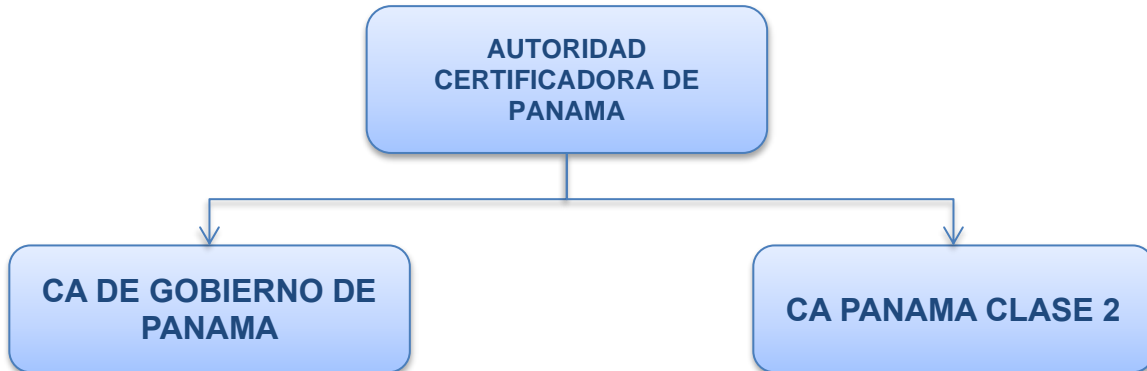 AUTORIDAD
CERTIFICADORA DE
PANAMA
CA DE GOBIERNO DE
PANAMA
CA PANAMA CLASE 2